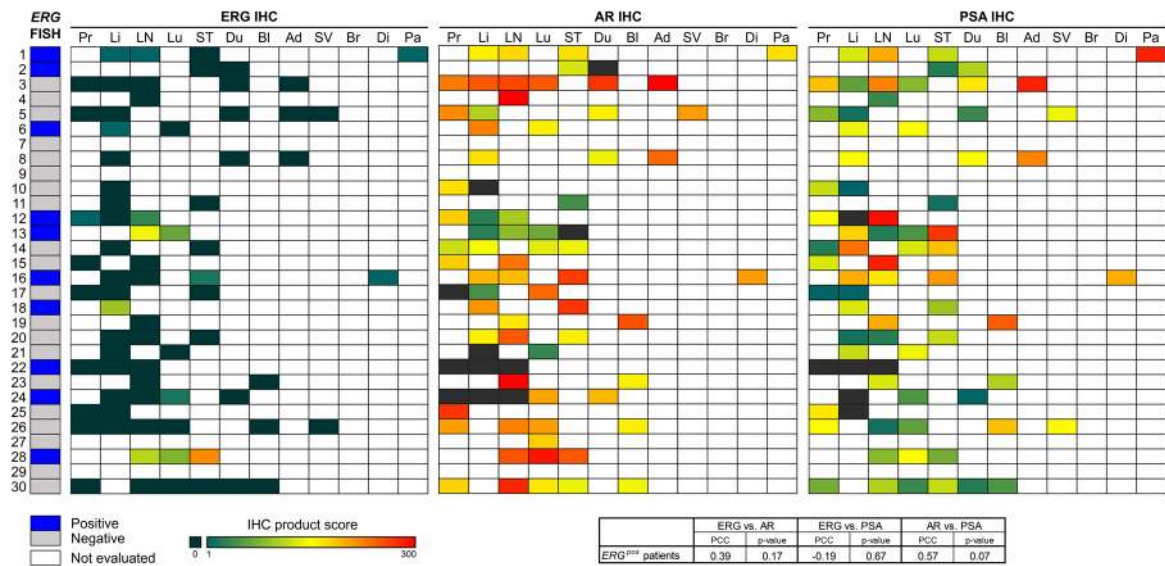 ERG FISH
ERG IHC
AR IHC
PSA IHC
Pr Li LN Lu ST Du Bl Ad SV Br Di Pa
Pr Li LN Lu ST Du Bl Ad SV Br Di Pa
Pr Li LN Lu ST Du Bl Ad SV Br Di Pa
1
2
3
4
5
6
7
8
9
10
11
12
13
14
15
16
17
18
19
20
21
22
23
24
25
26
27
28
29
30
Positive
Negative
Not evaluated
IHC product score
0 1 300
ERG vs. AR ERG vs. PSA AR vs. PSA
PCC p-value PCC p-value PCC p-value
ERG^pos patients 0.39 0.17 -0.19 0.67 0.57 0.07